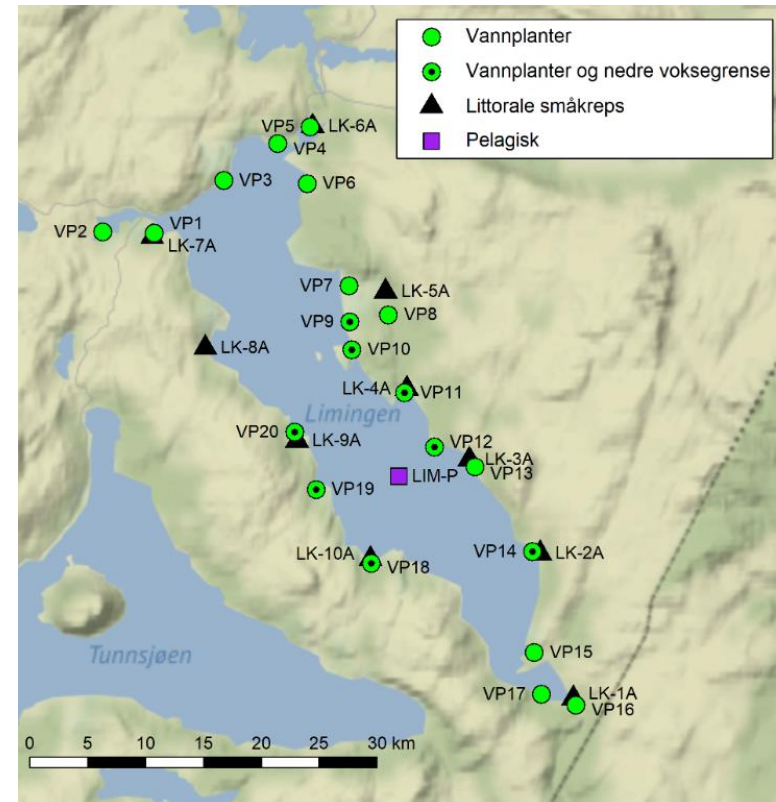 Vannplanter
Vannplanter og nedre voksegrense
Littorale småkreps
Pelagisk
VP5
LK-6A
VP4
VP3
VP6
VP2
VP1
LK-7A
VP7
LK-5A
VP8
VP9
VP10
LK-8A
LK-4A
VP11
Limingen
VP20
LK-9A
VP12
LK-3A
VP13
LIM-P
VP19
LK-10A
VP18
VP14
LK-2A
Tunnsjøen
VP15
VP17
LK-1A
VP16
0 5 10 15 20 30 km